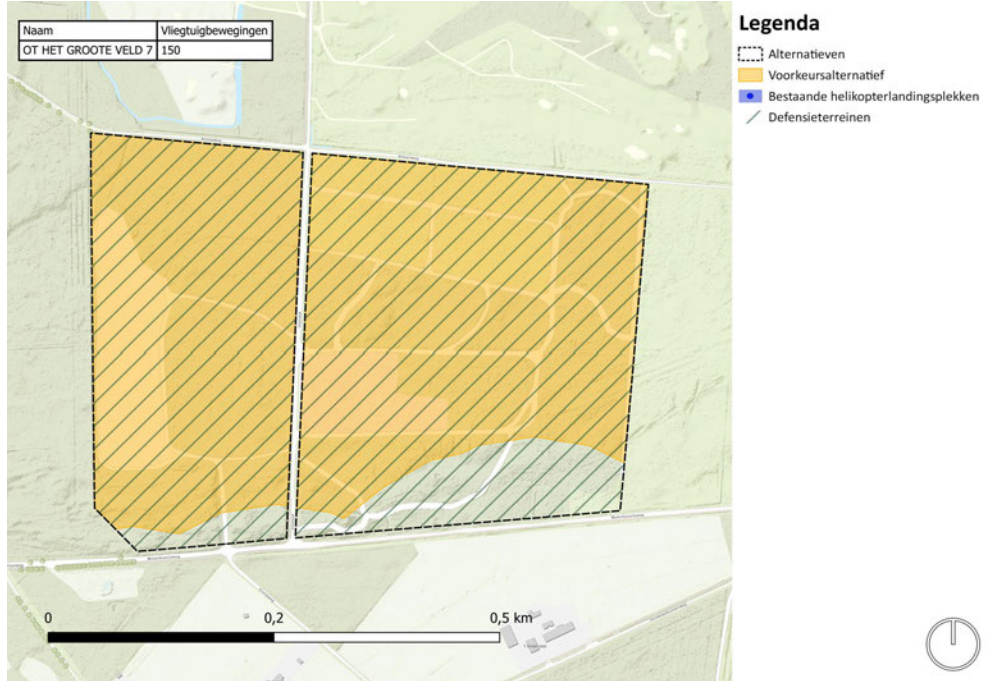 Naam Vliegtuigbewegingen
OT HET GROOTE VELD 7 150
Legenda
Alternatieven
Voorkeursalternatief
Bestaande helikopterlandingsplekken
Defensieterreinen
0 0,2 0,5 km